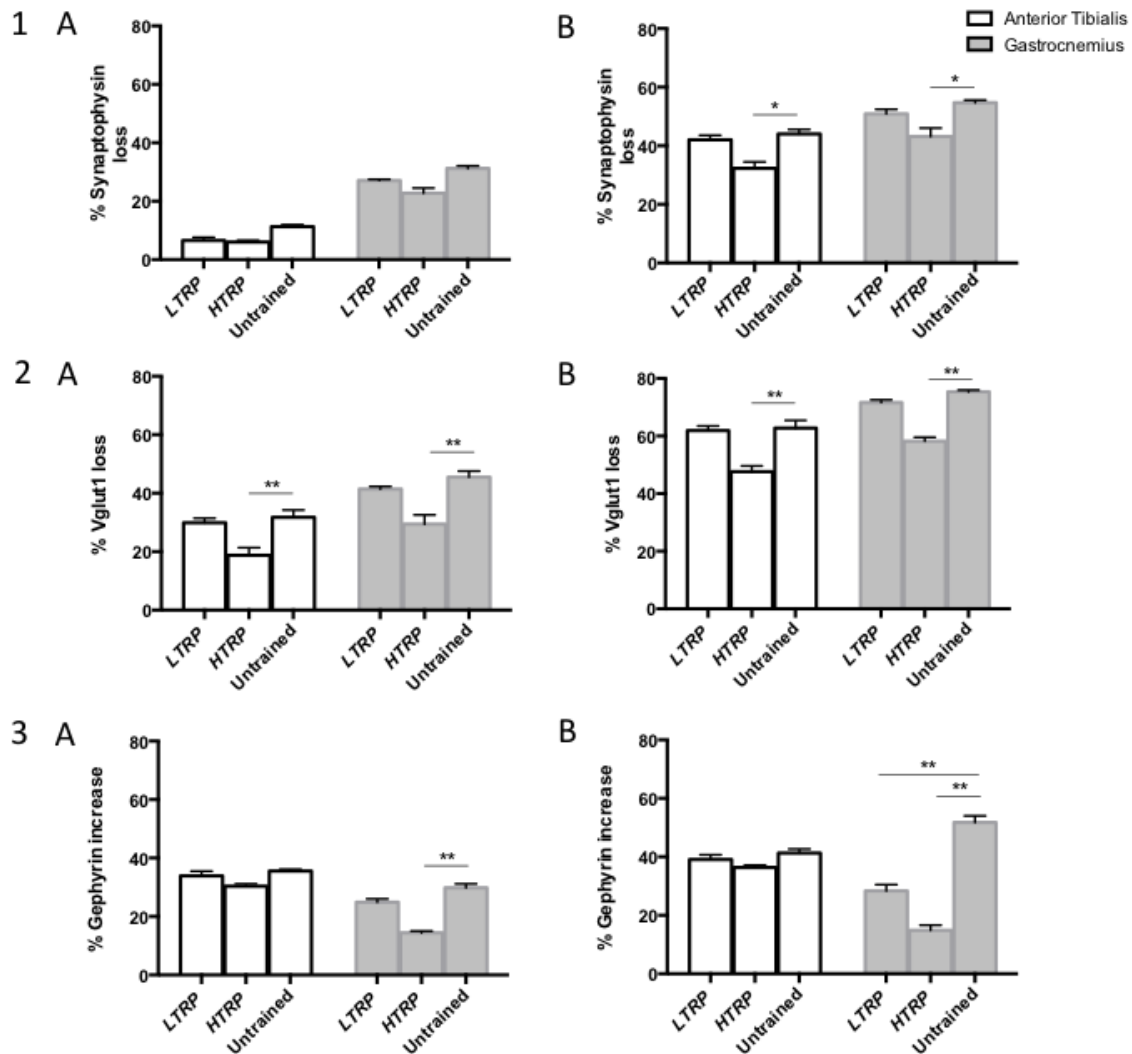 1 A
80
60
40
20
0
% Synaptophysin
loss
LTRP HTRP Untrained LTRP HTRP Untrained
B
Anterior Tibialis
Gastrocnemius
80
60
40
20
0
% Synaptophysin
loss
* *
LTRP HTRP Untrained LTRP HTRP Untrained
2 A
80
60
40
20
0
% Vglut1 loss
** **
LTRP HTRP Untrained LTRP HTRP Untrained
B
80
60
40
20
0
% Vglut1 loss
** **
LTRP HTRP Untrained LTRP HTRP Untrained
3 A
80
60
40
20
0
% Gephyrin increase
**
LTRP HTRP Untrained LTRP HTRP Untrained
B
80
60
40
20
0
% Gephyrin increase
**
**
LTRP HTRP Untrained LTRP HTRP Untrained